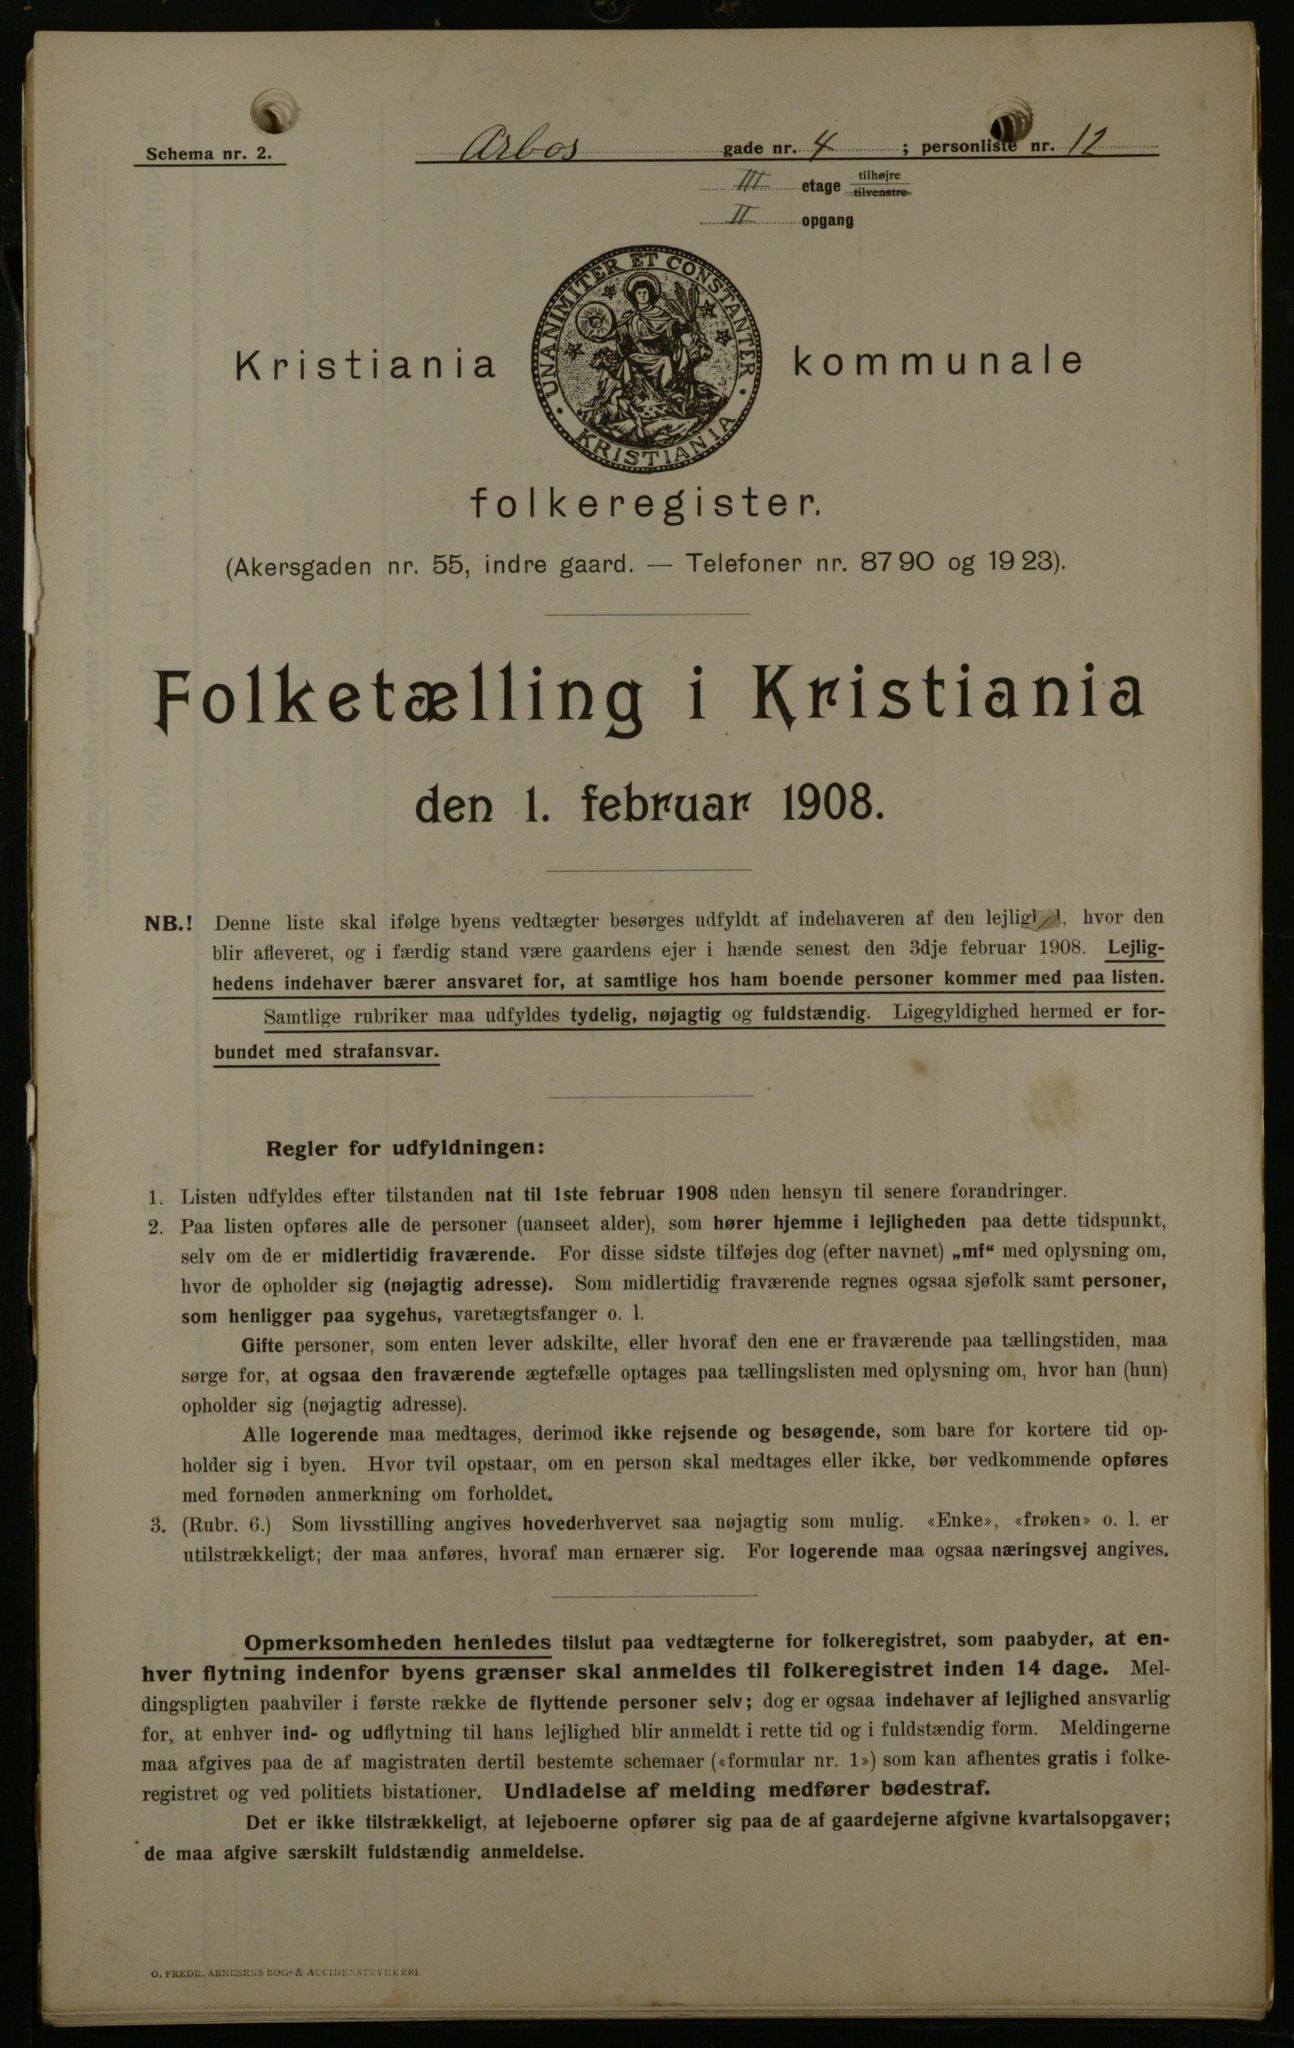 Schema nr. 2. Arbos gade nr. 4 ; personliste nr. 12
III etage tilhøjre tilvenstre
II opgang
UNANIMITER ET CONSTANTER
KRISTIANIA
Kristiania kommunale
folkeregister.
(Akersgaden nr. 55, indre gaard. — Telefoner nr. 87 90 og 19 23).
Folketælling i Kristiania
den 1. februar 1908.
NB.! Denne liste skal ifølge byens vedtægter besørges udfyldt af indehaveren af den lejlighed, hvor den
blir afleveret, og i færdig stand være gaardens ejer i hænde senest den 3dje februar 1908. Lejlig-
hedens indehaver bærer ansvaret for, at samtlige hos ham boende personer kommer med paa listen.
Samtlige rubriker maa udfyldes tydelig, nøjagtig og fuldstændig. Ligegyldighed hermed er for-
bundet med strafansvar.
Regler for udfyldningen:
1. Listen udfyldes efter tilstanden nat til 1ste februar 1908 uden hensyn til senere forandringer.
2. Paa listen opføres alle de personer (uanseet alder), som hører hjemme i lejligheden paa dette tidspunkt,
selv om de er midlertidig fraværende. For disse sidste tilføjes dog (efter navnet) „mf“ med oplysning om,
hvor de opholder sig (nøjagtig adresse). Som midlertidig fraværende regnes ogsaa sjøfolk samt personer,
som henligger paa sygehus, varetægtsfanger o. l.
Gifte personer, som enten lever adskilte, eller hvoraf den ene er fraværende paa tællingstiden, maa
sørge for, at ogsaa den fraværende ægtefælle optages paa tællingslisten med oplysning om, hvor han (hun)
opholder sig (nøjagtig adresse).
Alle logerende maa medtages, derimod ikke rejsende og besøgende, som bare for kortere tid op-
holder sig i byen. Hvor tvil opstaar, om en person skal medtages eller ikke, bør vedkommende opføres
med fornøden anmerkning om forholdet.
3. (Rubr. 6.) Som livsstilling angives hovederhvervet saa nøjagtig som mulig. «Enke», «frøken» o. l. er
utilstrækkeligt; der maa anføres, hvoraf man ernærer sig. For logerende maa ogsaa næringsvej angives.
Opmerksomheden henledes tilslut paa vedtægterne for folkeregistret, som paabyder, at en-
hver flytning indenfor byens grænser skal anmeldes til folkeregistret inden 14 dage. Mel-
dingspligten paahviler i første række de flyttende personer selv; dog er ogsaa indehaver af lejlighed ansvarlig
for, at enhver ind- og udflytning til hans lejlighed blir anmeldt i rette tid og i fuldstændig form. Meldingerne
maa afgives paa de af magistraten dertil bestemte schemaer («formular nr. 1») som kan afhentes gratis i folke-
registret og ved politiets bistationer. Undladelse af melding medfører bødestraf.
Det er ikke tilstrækkeligt, at lejeboerne opfører sig paa de af gaardejerne afgivne kvartalsopgaver;
de maa afgive særskilt fuldstændig anmeldelse.
O. FREDR. ARNESENS BOG- & ACCIDENSTRYKKERI.